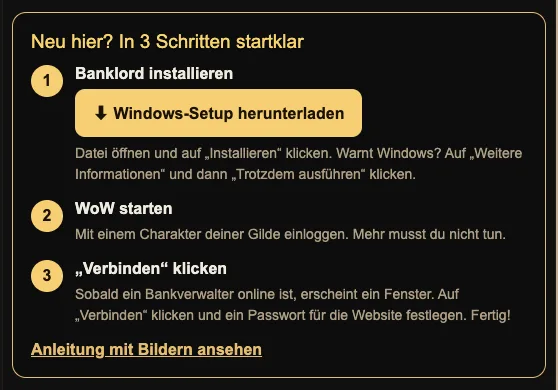 Neu hier? In 3 Schritten startklar
1 Banklord installieren
⬇ Windows-Setup herunterladen
Datei öffnen und auf „Installieren“ klicken. Warnt Windows? Auf „Weitere
Informationen“ und dann „Trotzdem ausführen“ klicken.
2 WoW starten
Mit einem Charakter deiner Gilde einloggen. Mehr musst du nicht tun.
3 „Verbinden“ klicken
Sobald ein Bankverwalter online ist, erscheint ein Fenster. Auf
„Verbinden“ klicken und ein Passwort für die Website festlegen. Fertig!
Anleitung mit Bildern ansehen